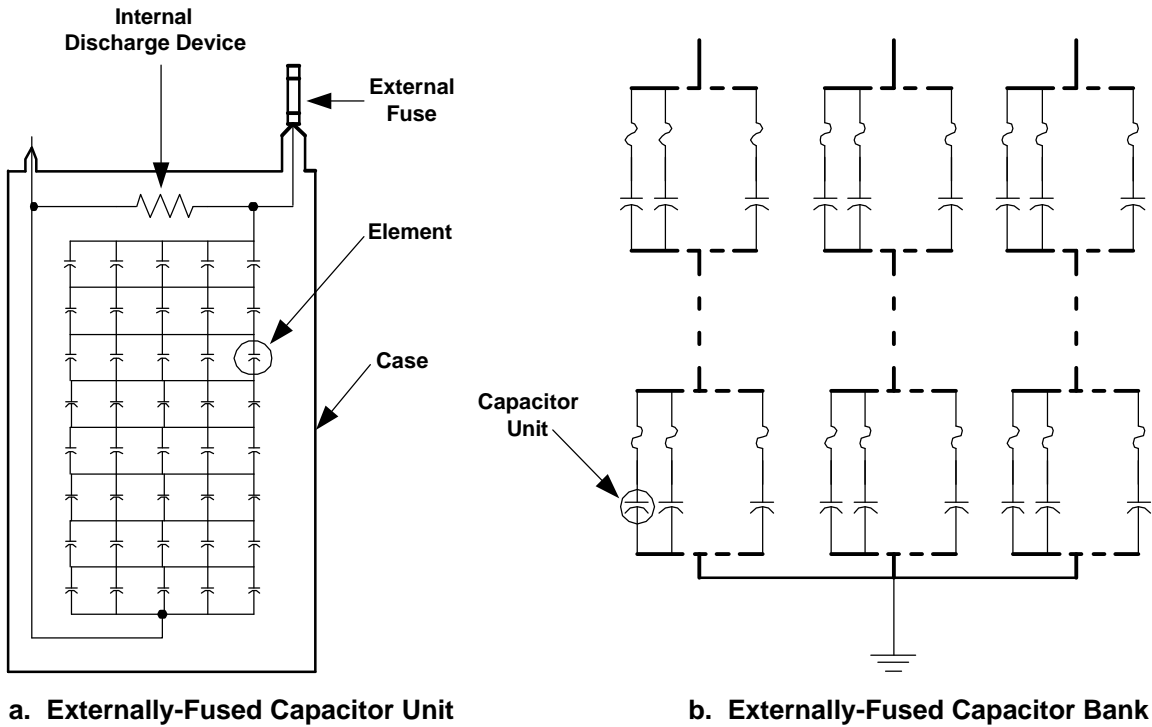 Internal
Discharge Device
External
Fuse
Element
Case
Capacitor
Unit
a. Externally-Fused Capacitor Unit
b. Externally-Fused Capacitor Bank